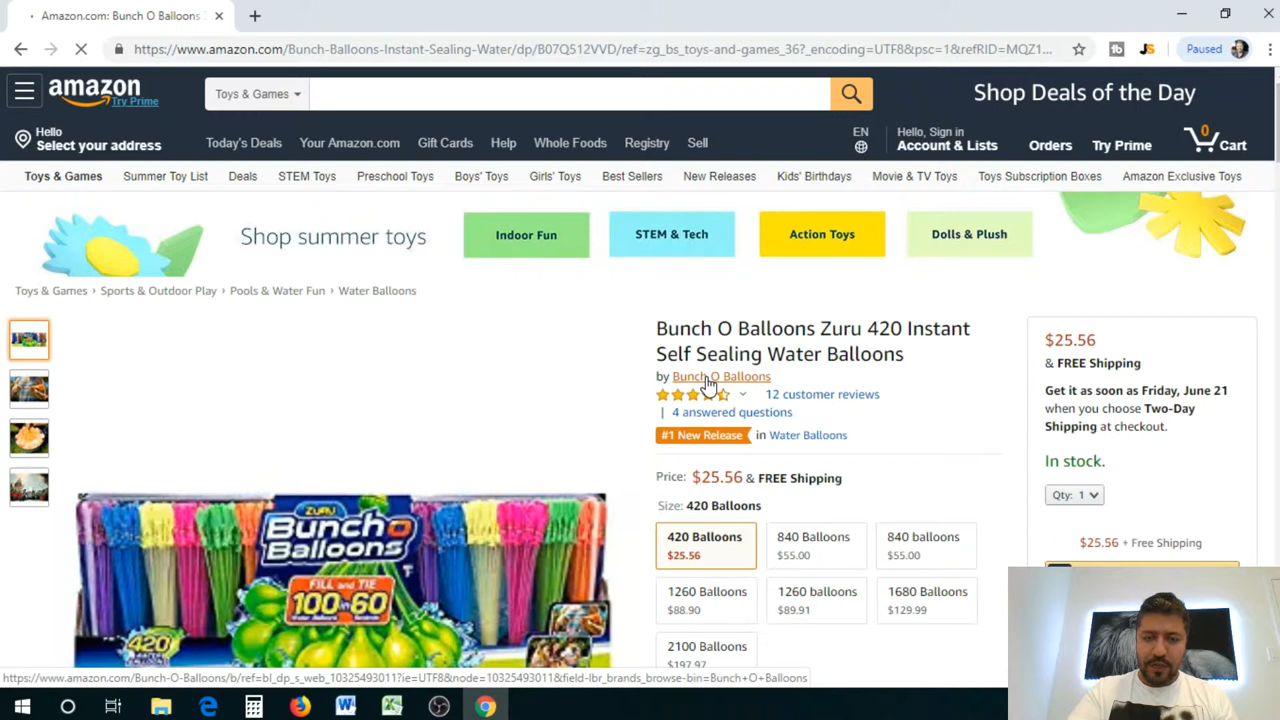 Amazon.com: Bunch O Balloons
https://www.amazon.com/Bunch-Balloons-Instant-Sealing-Water/dp/B07Q512VVD/ref=zg_bs_toys-and-games_36?_encoding=UTF8&psc=1&refRID=MQZ1...
Paused
amazon
Try Prime
Toys & Games
Shop Deals of the Day
Hello
Select your address
Today's Deals Your Amazon.com Gift Cards Help Whole Foods Registry Sell
EN
Hello, Sign in
Account & Lists
Orders
Try Prime
0
Cart
Toys & Games Summer Toy List Deals STEM Toys Preschool Toys Boys' Toys Girls' Toys Best Sellers New Releases Kids' Birthdays Movie & TV Toys Toys Subscription Boxes Amazon Exclusive Toys
Shop summer toys
Indoor Fun
STEM & Tech
Action Toys
Dolls & Plush
Toys & Games › Sports & Outdoor Play › Pools & Water Fun › Water Balloons
Bunch O Balloons Zuru 420 Instant
Self Sealing Water Balloons
by Bunch O Balloons
12 customer reviews
| 4 answered questions
#1 New Release in Water Balloons
Price: $25.56 & FREE Shipping
Size: 420 Balloons
420 Balloons
$25.56
840 Balloons
$55.00
840 balloons
$55.00
1260 Balloons
$88.90
1260 balloons
$89.91
1680 Balloons
$129.99
2100 Balloons
$197.97
$25.56
& FREE Shipping
Get it as soon as Friday, June 21
when you choose Two-Day
Shipping at checkout.
In stock.
Qty: 1
$25.56 + Free Shipping
ZURU
Bunch O
Balloons
FILL and TIE
100 in 60
Water Balloons Seconds
420
WATER
BALLOONS
https://www.amazon.com/Bunch-O-Balloons/b/ref=bl_dp_s_web_10325493011?ie=UTF8&node=10325493011&field-lbr_brands_browse-bin=Bunch+O+Balloons